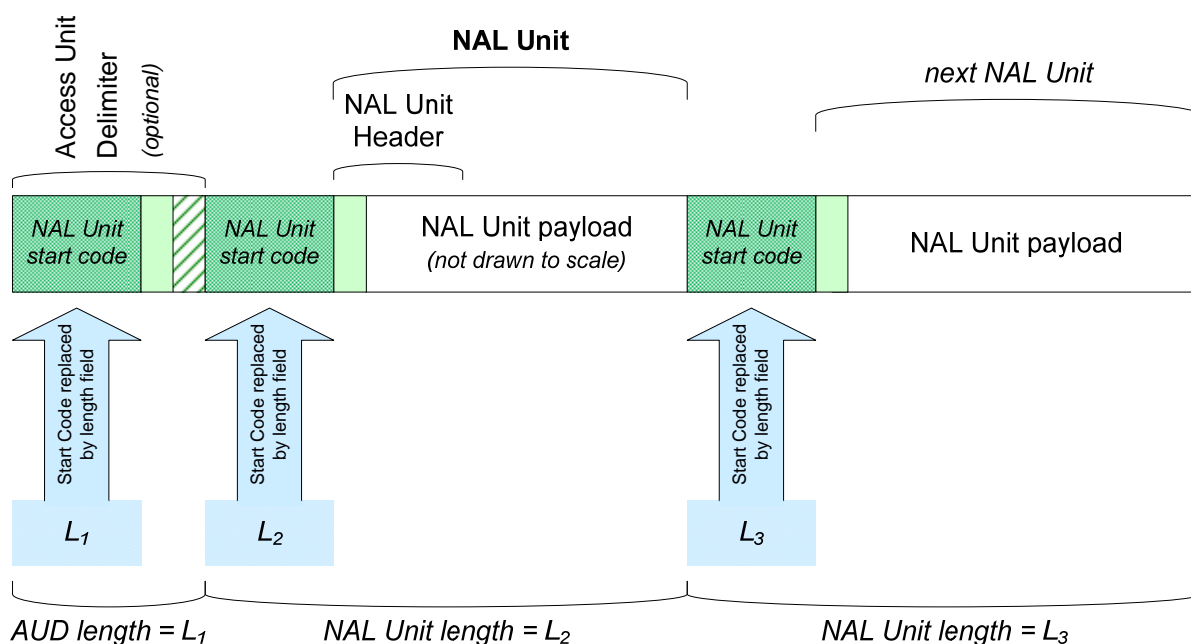 Access Unit
Delimiter
(optional)
NAL Unit
next NAL Unit
NAL Unit
Header
NAL Unit
start code
NAL Unit
start code
NAL Unit payload
(not drawn to scale)
NAL Unit
start code
NAL Unit payload
Start Code replaced
by length field
Start Code replaced
by length field
Start Code replaced
by length field
L1
L2
L3
AUD length = L1
NAL Unit length = L2
NAL Unit length = L3